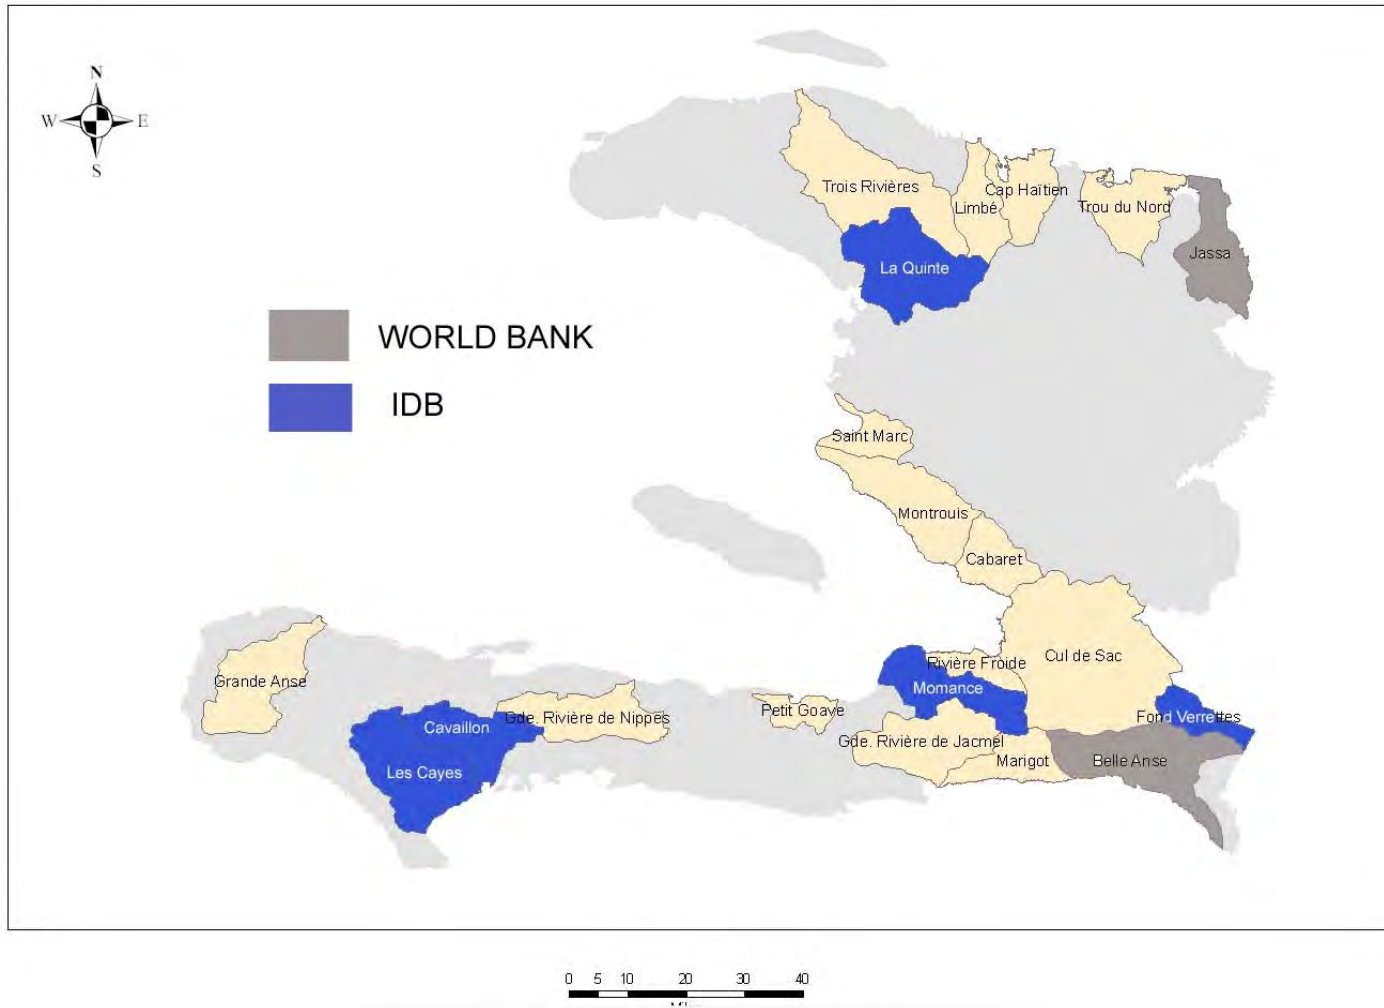 N
W E
S
Trois Rivières
Limbé
Cap Haïtien
Trou du Nord
Jassa
La Quinte
WORLD BANK
IDB
Saint Marc
Montrouis
Cabaret
Cul de Sac
Rivière Froide
Momance
Fond Verrettes
Grande Anse
Cavaillon
Gde. Rivière de Nippes
Petit Goave
Gde. Rivière de Jacmel
Marigot
Belle Anse
Les Cayes
0 5 10 20 30 40